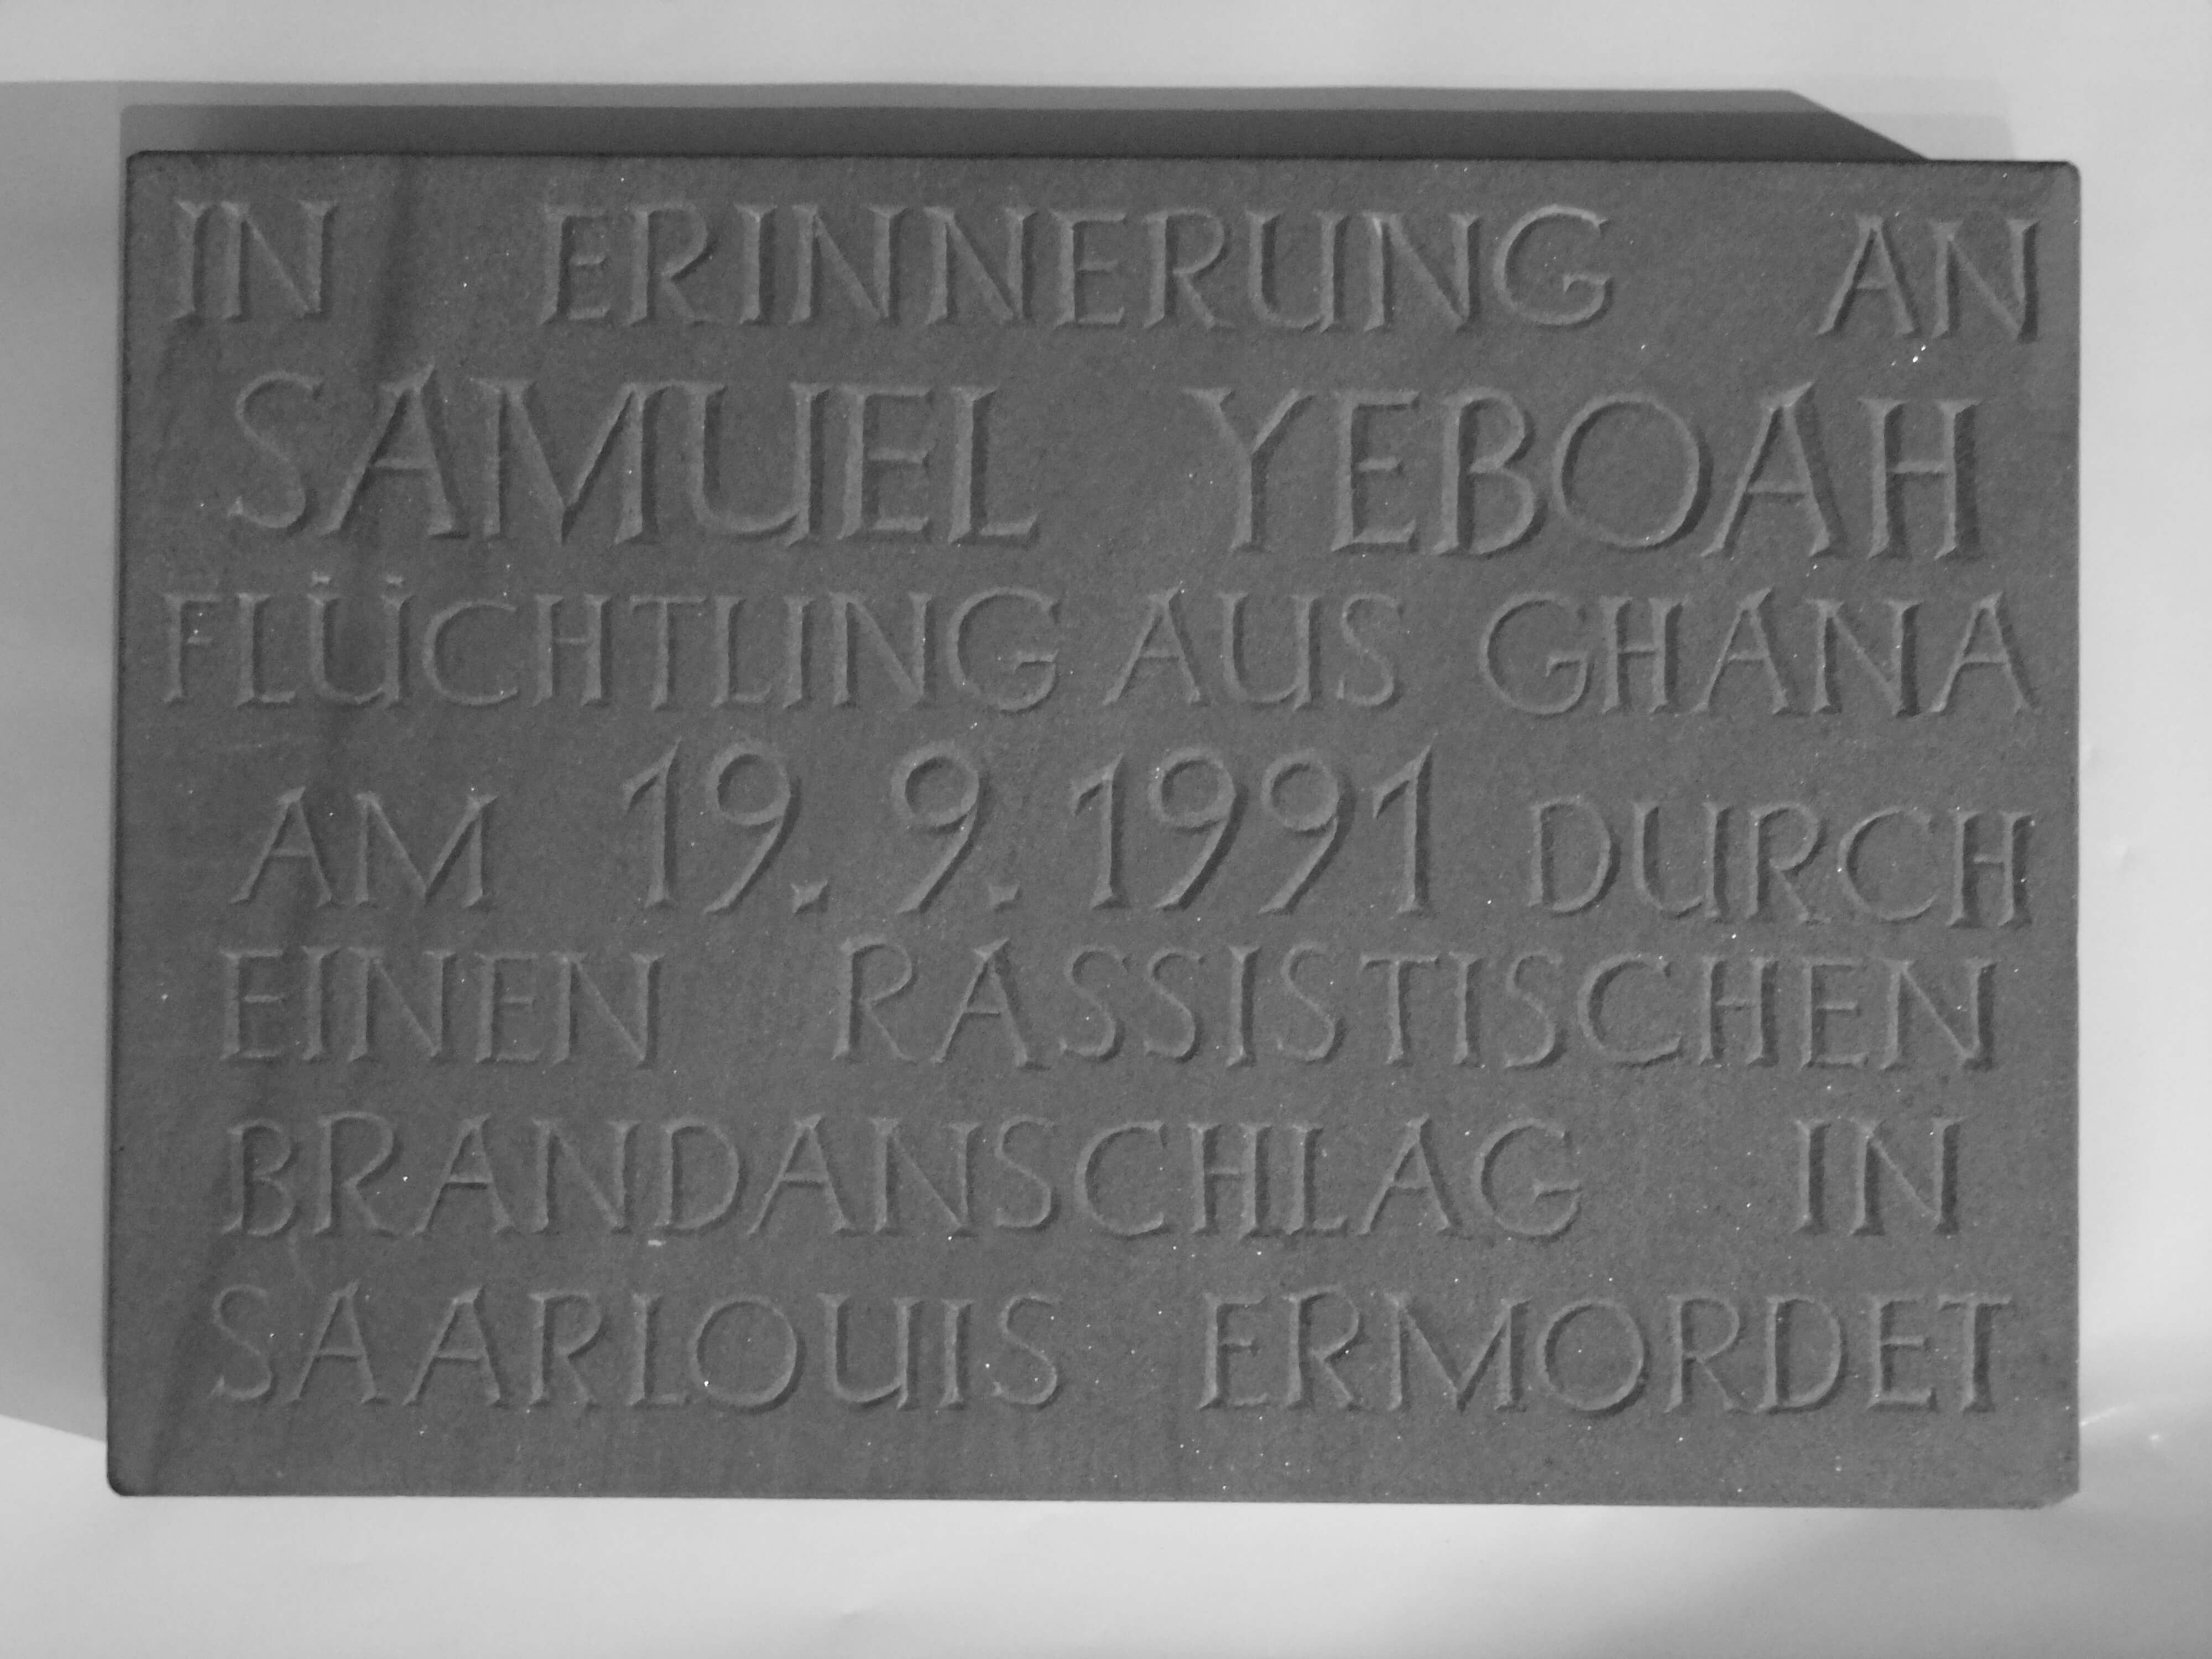 IN ERINNERUNG AN
SAMUEL YEBOAH
FLÜCHTLING AUS GHANA
AM 19. 9. 1991 DURCH
EINEN RASSISTISCHEN
BRANDANSCHLAG IN
SAARLOUIS ERMORDET